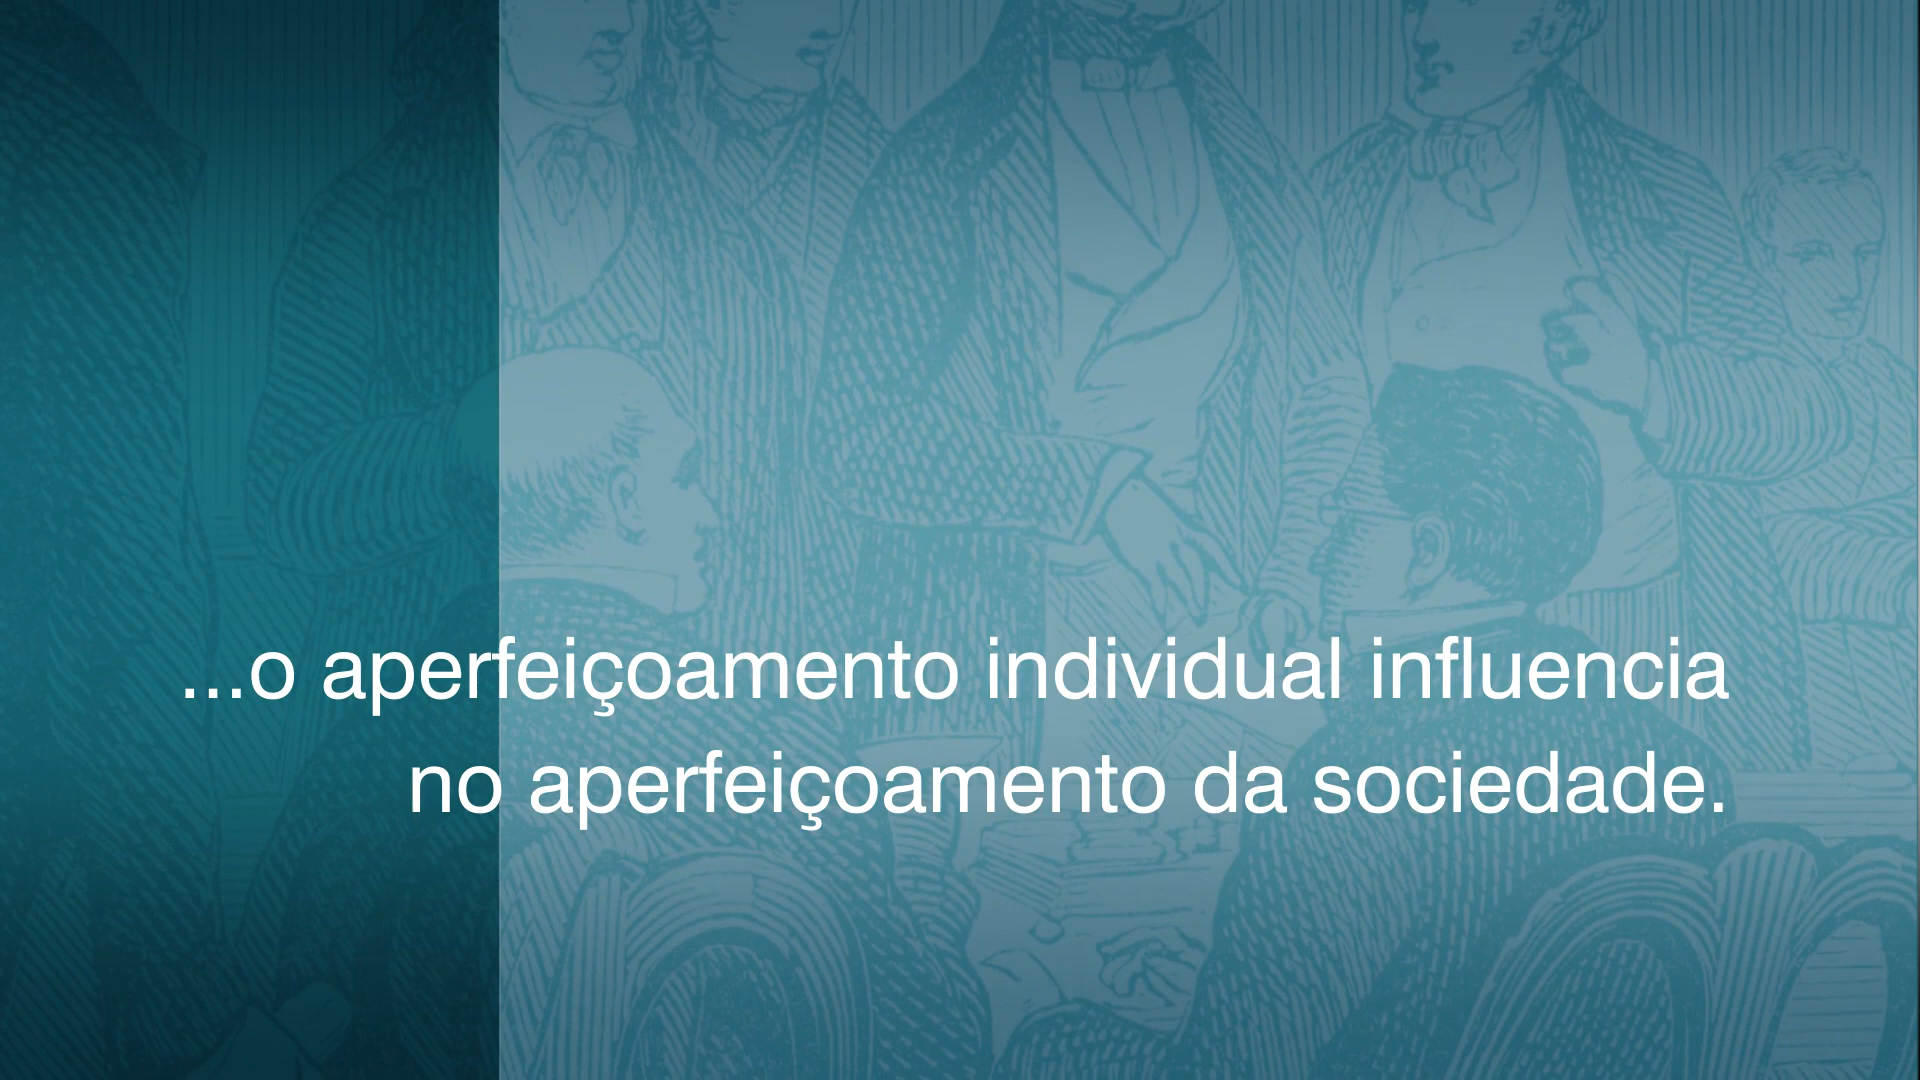 ...o aperfeiçoamento individual influencia
no aperfeiçoamento da sociedade.